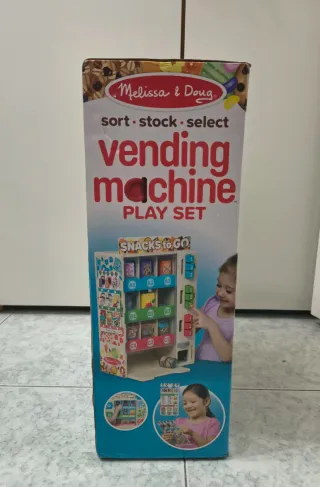 Melissa & Doug
sort · stock · select
vending
machine
PLAY SET
SNACKS to GO